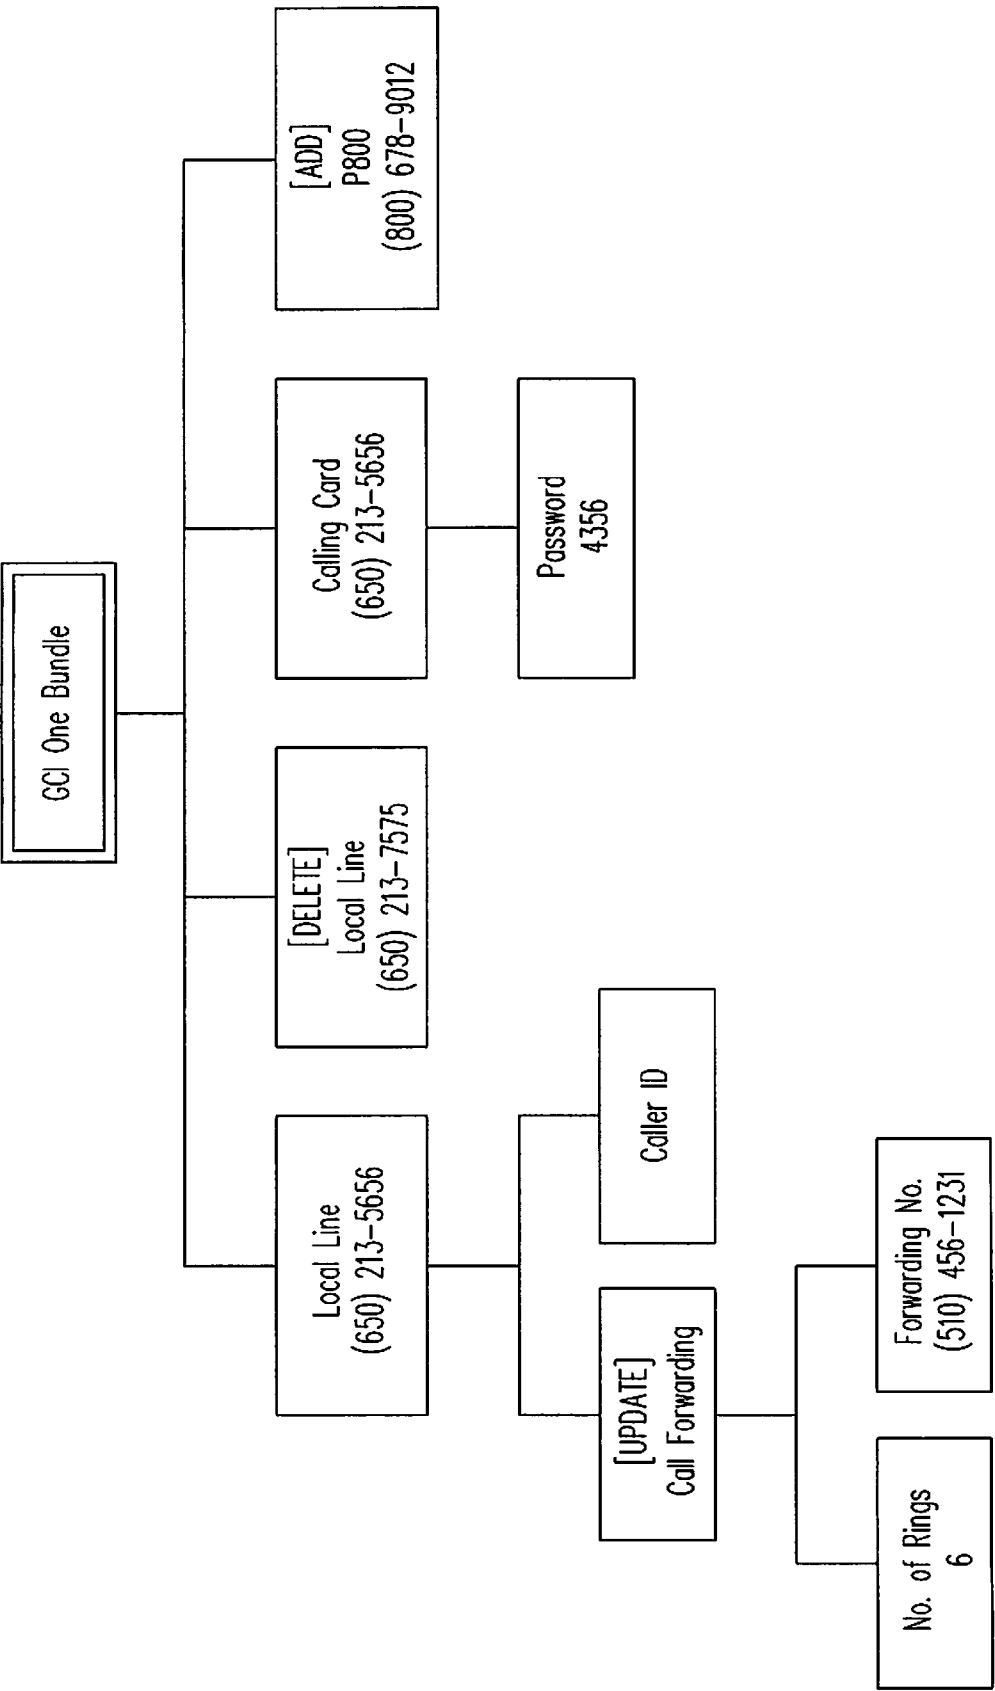 GCI One Bundle
Local Line
(650) 213-5656
[DELETE]
Local Line
(650) 213-7575
Calling Card
(650) 213-5656
[ADD]
P800
(800) 678-9012
[UPDATE]
Call Forwarding
Caller ID
Password
4356
No. of Rings
6
Forwarding No.
(510) 456-1231